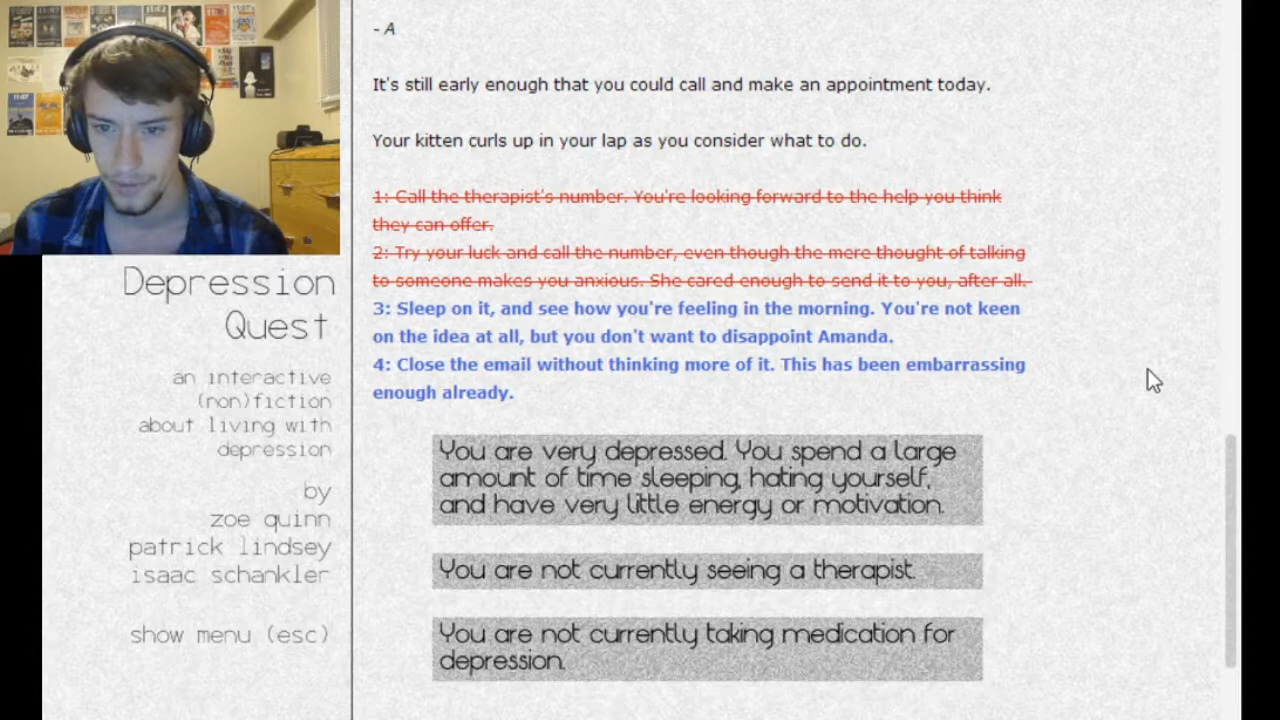 - A
It's still early enough that you could call and make an appointment today.
Your kitten curls up in your lap as you consider what to do.
1: Call the therapist's number. You're looking forward to the help you think
they can offer.
2: Try your luck and call the number, even though the mere thought of talking
to someone makes you anxious. She cared enough to send it to you, after all.
3: Sleep on it, and see how you're feeling in the morning. You're not keen
on the idea at all, but you don't want to disappoint Amanda.
4: Close the email without thinking more of it. This has been embarrassing
enough already.
You are very depressed. You spend a large
amount of time sleeping, hating yourself,
and have very little energy or motivation.
You are not currently seeing a therapist.
You are not currently taking medication for
depression.
Depression
Quest
an interactive
(non)fiction
about living with
depression
by
zoe quinn
patrick lindsey
isaac schankler
show menu (esc)